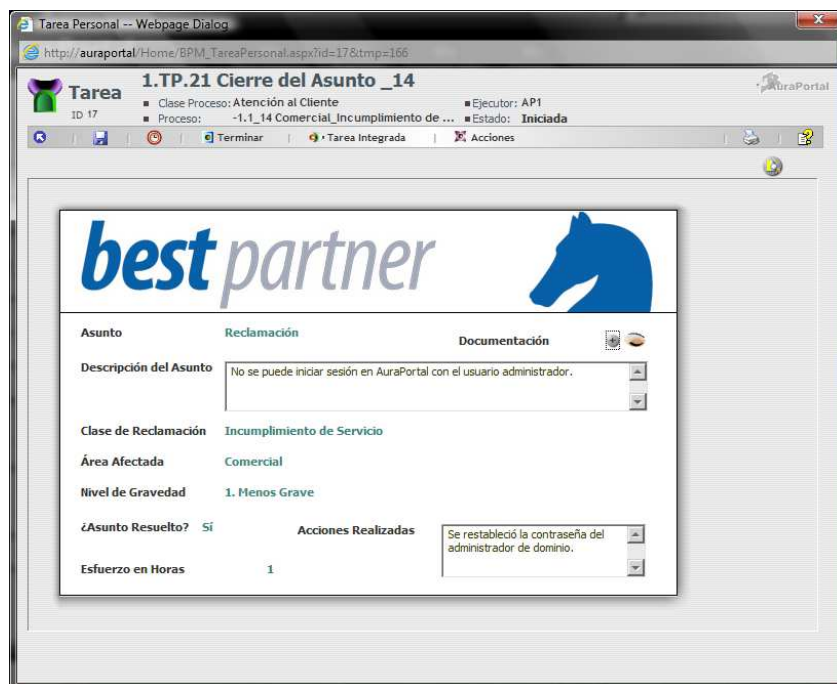 Tarea Personal -- Webpage Dialog
http://auraportal/Home/BPM_TareaPersonal.aspx?id=17&tmp=166
Tarea
ID 17
1.TP.21 Cierre del Asunto _14
Clase Proceso: Atención al Cliente
Ejecutor: AP1
Proceso: -1.1_14 Comercial_Incumplimiento de ...
Estado: Iniciada
AuraPortal
Terminar | Tarea Integrada | Acciones
best partner
Asunto Reclamación Documentación
Descripción del Asunto No se puede iniciar sesión en AuraPortal con el usuario administrador.
Clase de Reclamación Incumplimiento de Servicio
Área Afectada Comercial
Nivel de Gravedad 1. Menos Grave
¿Asunto Resuelto? Sí Acciones Realizadas
Se restableció la contraseña del
administrador de dominio.
Esfuerzo en Horas 1